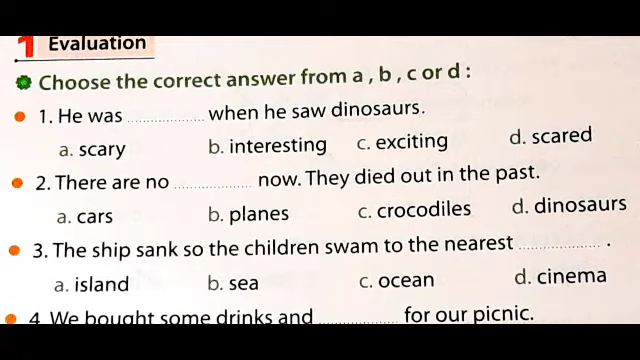 1 Evaluation
Choose the correct answer from a , b , c or d :
1. He was .................... when he saw dinosaurs.
a. scary b. interesting c. exciting d. scared
2. There are no .................... now. They died out in the past.
a. cars b. planes c. crocodiles d. dinosaurs
3. The ship sank so the children swam to the nearest .................... .
a. island b. sea c. ocean d. cinema
4. We bought some drinks and .................... for our picnic.